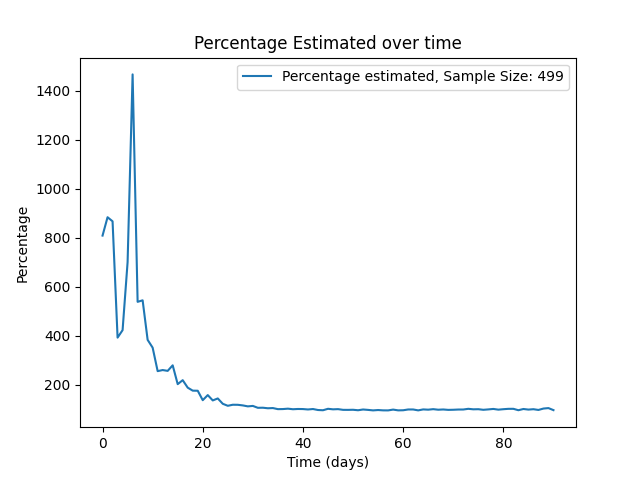 Percentage Estimated over time
Percentage estimated, Sample Size: 499
Percentage
1400
1200
1000
800
600
400
200
0 20 40 60 80
Time (days)